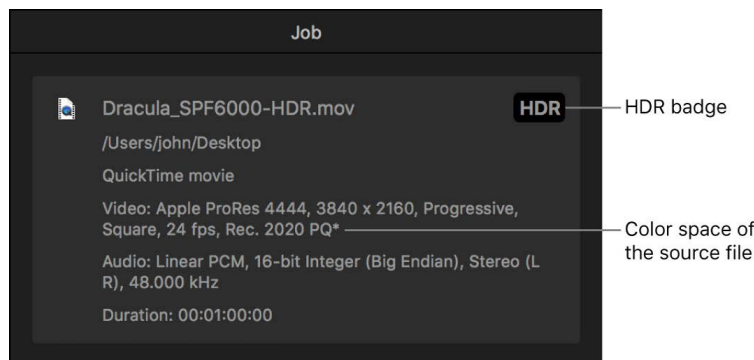 Job
Dracula_SPF6000-HDR.mov
HDR
HDR badge
/Users/john/Desktop
QuickTime movie
Video: Apple ProRes 4444, 3840 x 2160, Progressive,
Square, 24 fps, Rec. 2020 PQ*
Color space of
the source file
Audio: Linear PCM, 16-bit Integer (Big Endian), Stereo (L
R), 48.000 kHz
Duration: 00:01:00:00